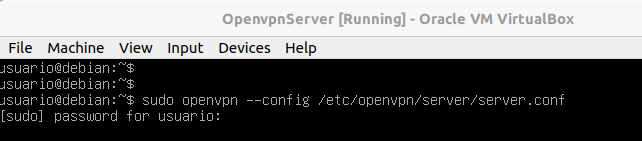 OpenvpnServer [Running] - Oracle VM VirtualBox
File Machine View Input Devices Help
usuario@debian:~$
usuario@debian:~$
usuario@debian:~$ sudo openvpn --config /etc/openvpn/server/server.conf
[sudo] password for usuario: